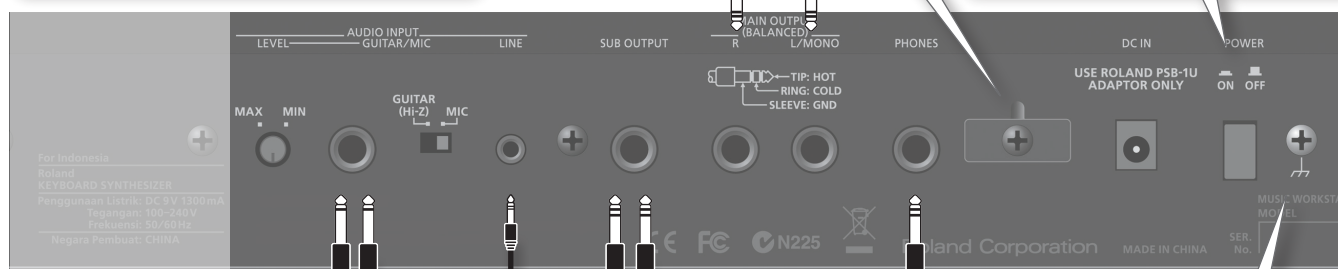 AUDIO INPUT
LEVEL
GUITAR/MIC
LINE
SUB OUTPUT
MAIN OUTPUT
(BALANCED)
R
L/MONO
PHONES
DC IN
POWER
TIP: HOT
RING: COLD
SLEEVE: GND
USE ROLAND PSB-1U
ADAPTOR ONLY
ON OFF
MAX MIN
GUITAR
(Hi-Z) MIC
For Indonesia
Roland
KEYBOARD SYNTHESIZER
Penggunaan Listrik: DC 9V 1300mA
Tegangan: 100~240V
Frekuensi: 50/60Hz
Negara Pembuat: CHINA
CE FC N225
Roland Corporation
MADE IN CHINA
MUSIC WORKSTA
MODEL
SER.
No.